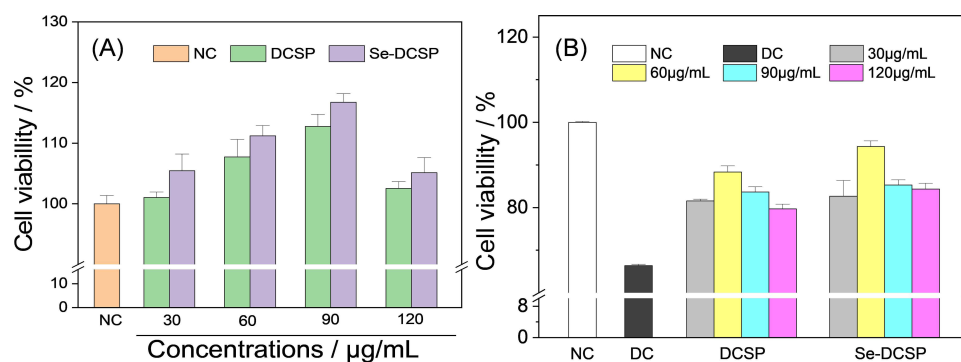 (A)
NC DCSP Se-DCSP
Cell viabillity / %
130
120
110
100
10
0
NC 30 60 90 120
Concentrations / μg/mL
(B)
NC DC 30μg/mL
60μg/mL 90μg/mL 120μg/mL
Cell viability / %
120
100
80
8
0
NC DC DCSP Se-DCSP